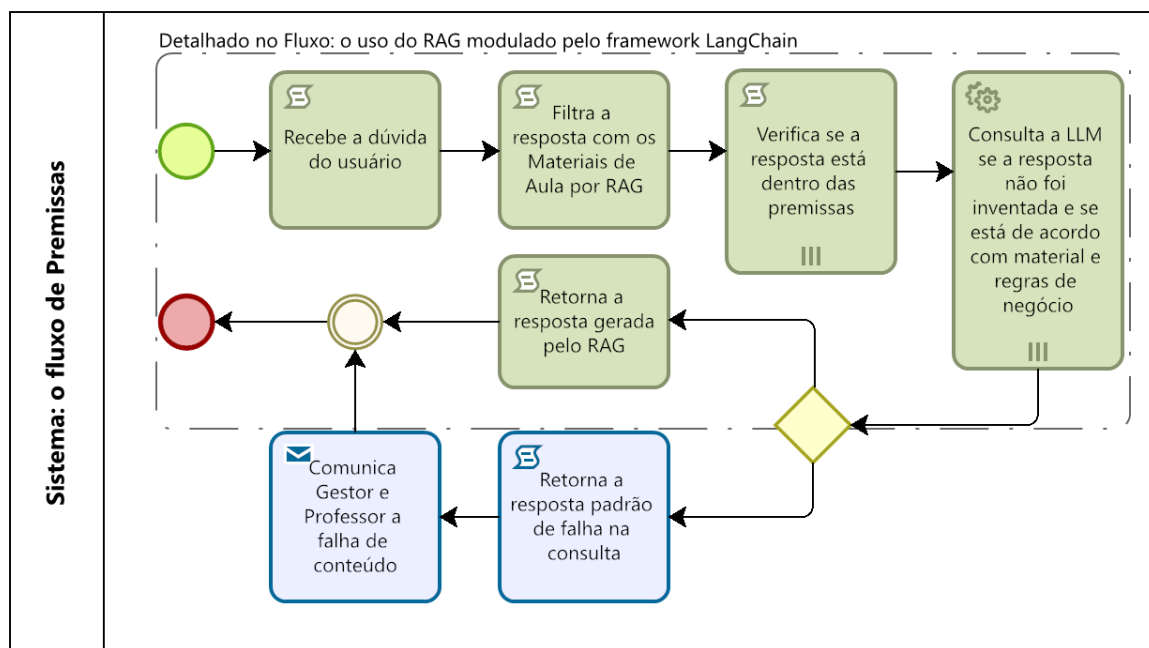 Detalhado no Fluxo: o uso do RAG modulado pelo framework LangChain
Sistema: o fluxo de Premissas
Recebe a dúvida
do usuário
Filtra a
resposta com os
Materiais de
Aula por RAG
Verifica se a
resposta está
dentro das
premissas
Consulta a LLM
se a resposta
não foi
inventada e se
está de acordo
com material e
regras de
negócio
Retorna a
resposta gerada
pelo RAG
Comunica
Gestor e
Professor a
falha de
conteúdo
Retorna a
resposta padrão
de falha na
consulta